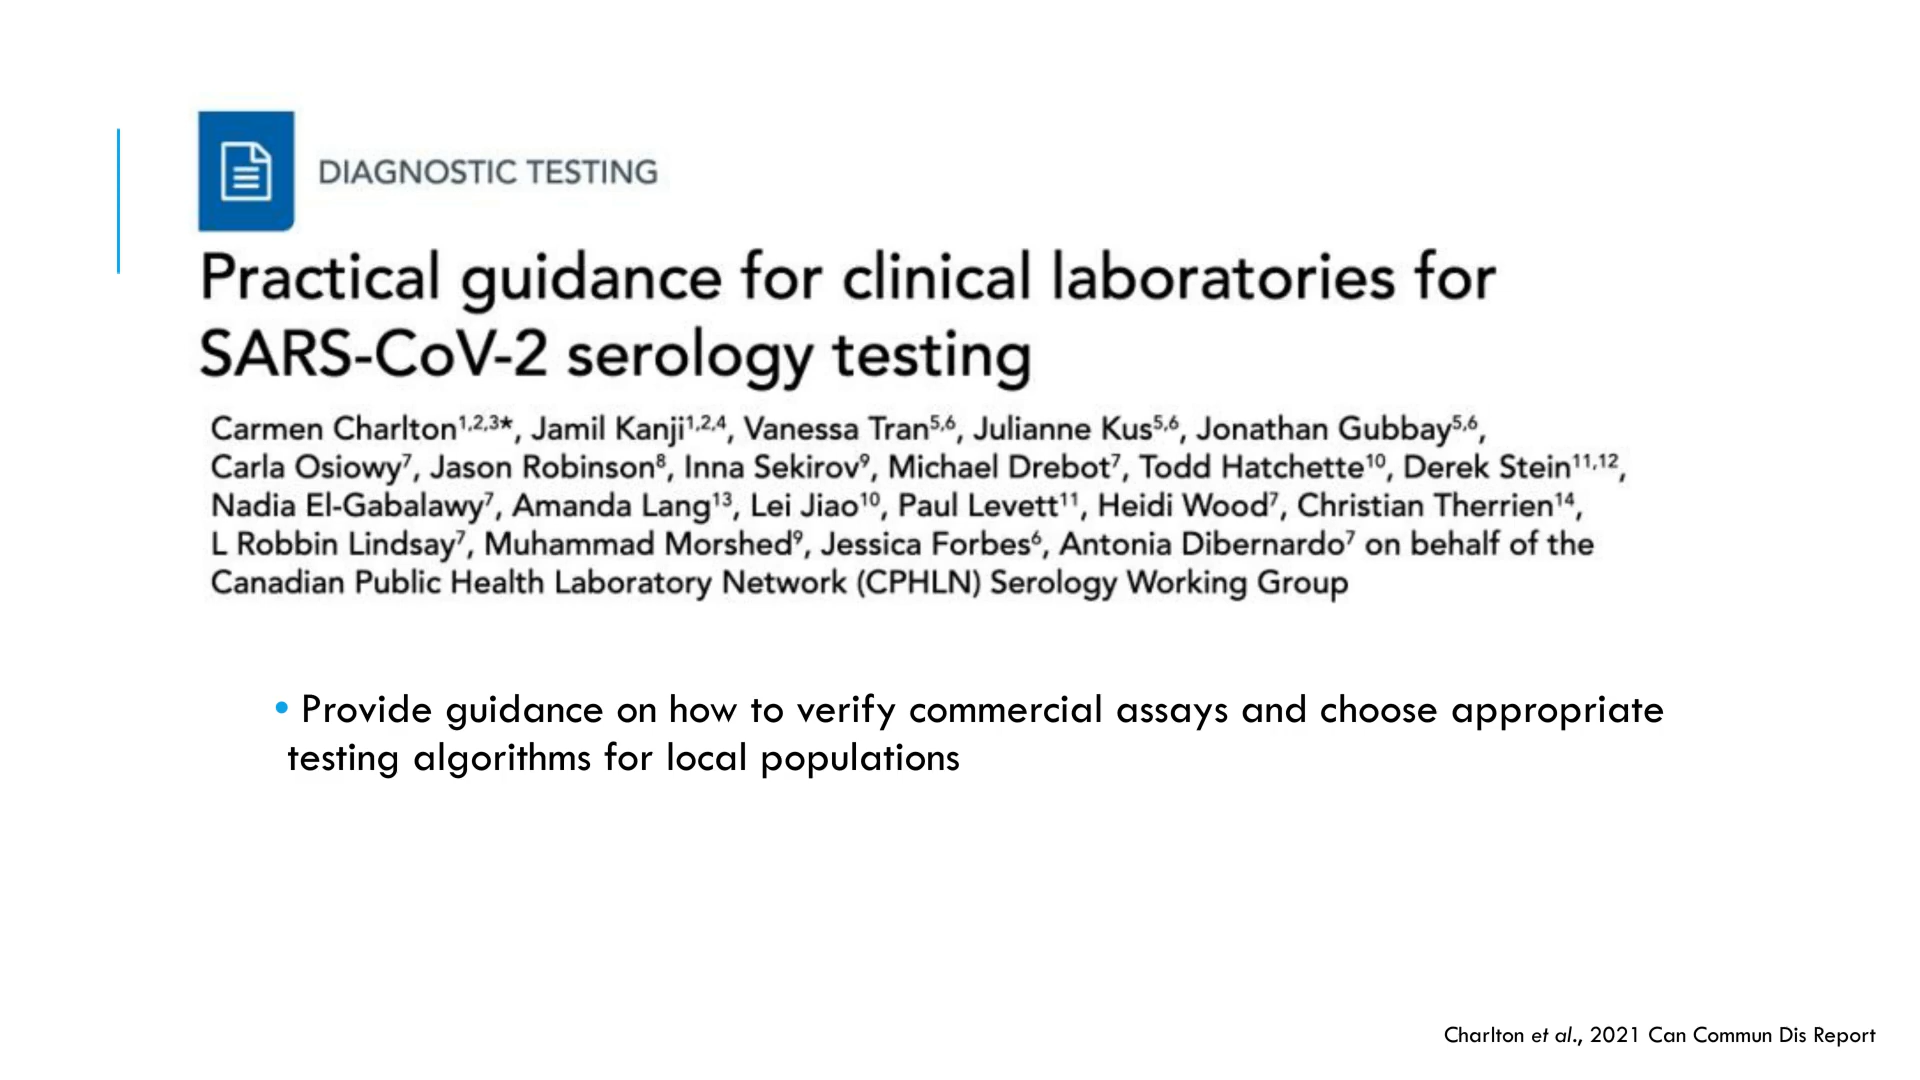 DIAGNOSTIC TESTING
Practical guidance for clinical laboratories for
SARS-CoV-2 serology testing
Carmen Charlton¹,²,³*, Jamil Kanji¹,²,⁴, Vanessa Tran⁵,⁶, Julianne Kus⁵,⁶, Jonathan Gubbay⁵,⁶,
Carla Osiowy⁷, Jason Robinson⁸, Inna Sekirov⁹, Michael Drebot⁷, Todd Hatchette¹⁰, Derek Stein¹¹,¹²,
Nadia El-Gabalawy⁷, Amanda Lang¹³, Lei Jiao¹⁰, Paul Levett¹¹, Heidi Wood⁷, Christian Therrien¹⁴,
L Robbin Lindsay⁷, Muhammad Morshed⁹, Jessica Forbes⁶, Antonia Dibernardo⁷ on behalf of the
Canadian Public Health Laboratory Network (CPHLN) Serology Working Group
• Provide guidance on how to verify commercial assays and choose appropriate
testing algorithms for local populations
Charlton et al., 2021 Can Commun Dis Report